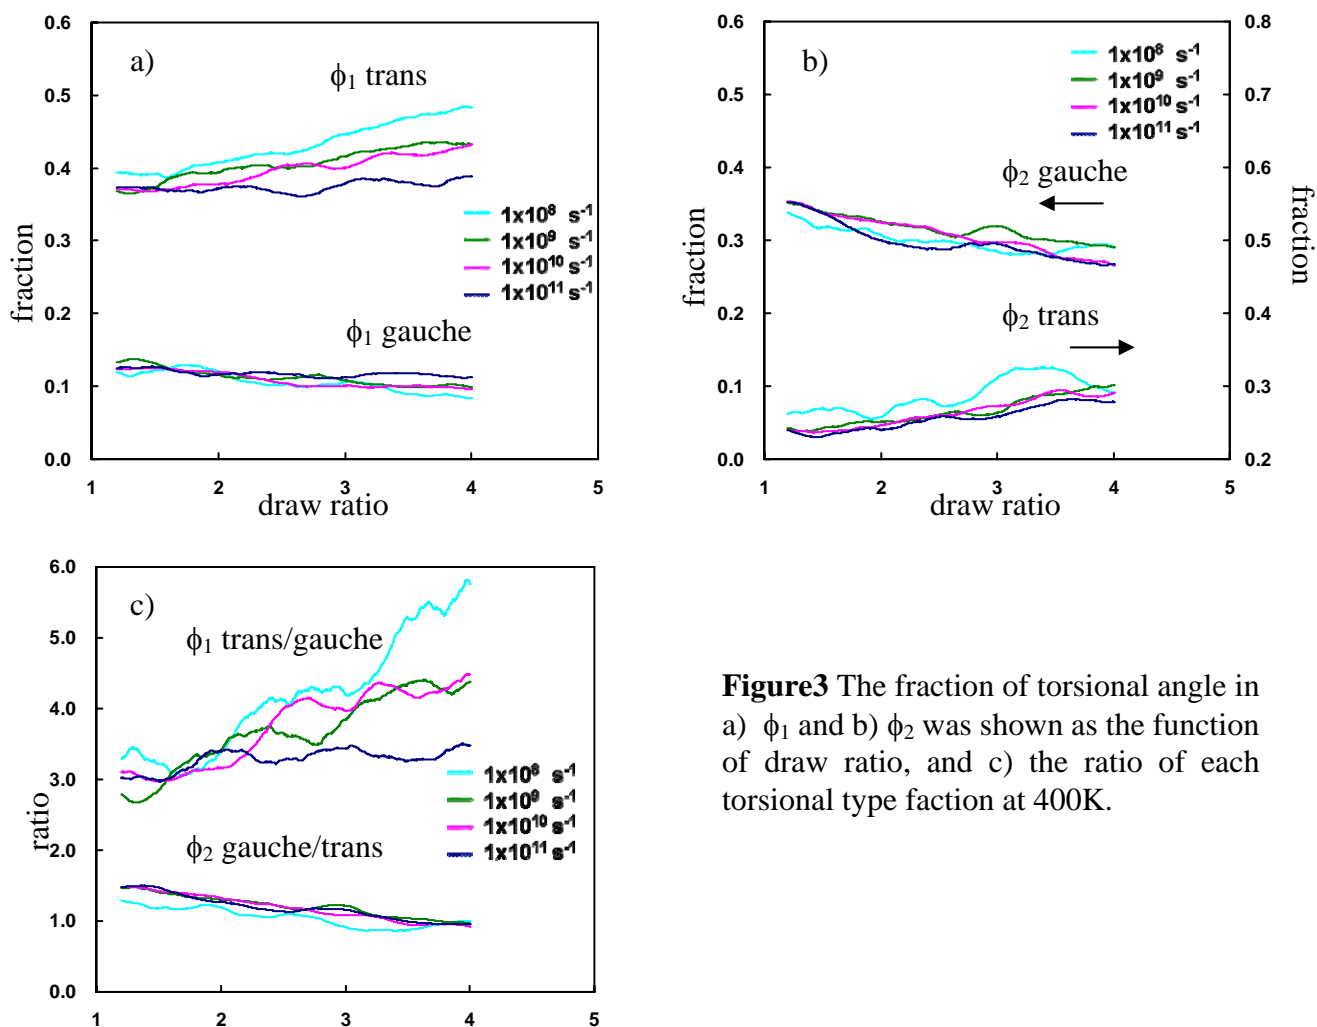 a)
ϕ1 trans
ϕ1 gauche
0.6
0.5
0.4
0.3
0.2
0.1
0.0
fraction
1
2
3
4
5
draw ratio
1x10⁸ s⁻¹
1x10⁹ s⁻¹
1x10¹⁰ s⁻¹
1x10¹¹ s⁻¹
b)
ϕ2 gauche
ϕ2 trans
0.6
0.5
0.4
0.3
0.2
0.1
0.0
fraction
0.8
0.7
0.6
0.5
0.4
0.3
0.2
fraction
1
2
3
4
5
draw ratio
1x10⁸ s⁻¹
1x10⁹ s⁻¹
1x10¹⁰ s⁻¹
1x10¹¹ s⁻¹
c)
ϕ1 trans/gauche
ϕ2 gauche/trans
6.0
5.0
4.0
3.0
2.0
1.0
0.0
ratio
1
2
3
4
5
1x10⁸ s⁻¹
1x10⁹ s⁻¹
1x10¹⁰ s⁻¹
1x10¹¹ s⁻¹
Figure3 The fraction of torsional angle in
a) ϕ1 and b) ϕ2 was shown as the function
of draw ratio, and c) the ratio of each
torsional type faction at 400K.